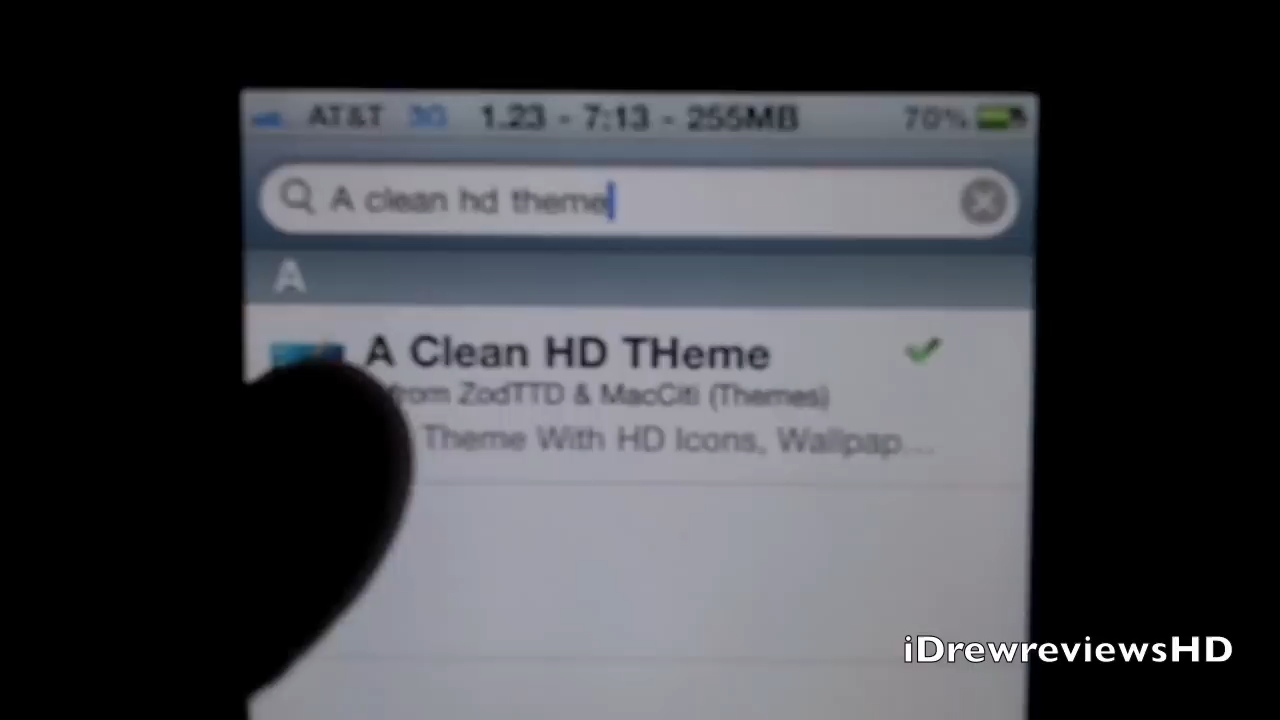 AT&T 3G 1.23 - 7:13 - 255MB 70%
A clean hd theme
A
A Clean HD THeme
from ZodTTD & MacCiti (Themes)
Theme With HD Icons, Wallpap...
iDrewreviewsHD